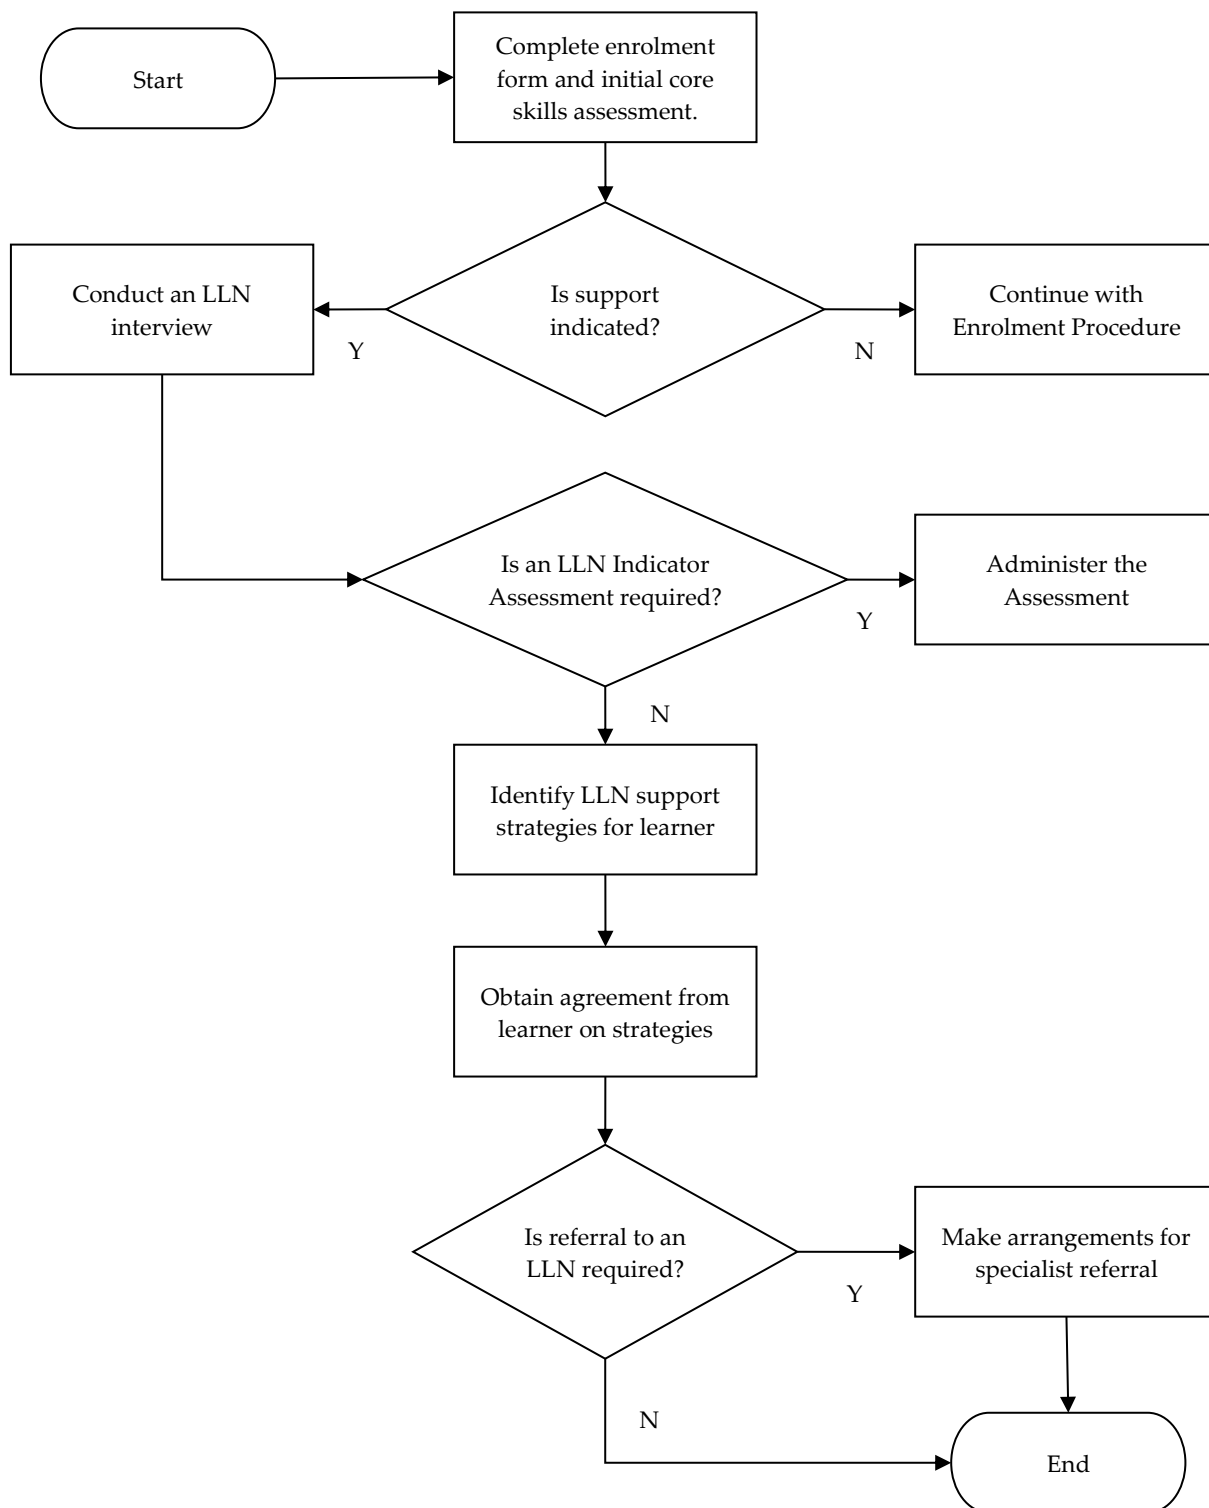 Start
Complete enrolment
form and initial core
skills assessment.
Conduct an LLN
interview
Y
Is support
indicated?
N
Continue with
Enrolment Procedure
Is an LLN Indicator
Assessment required?
Y
Administer the
Assessment
N
Identify LLN support
strategies for learner
Obtain agreement from
learner on strategies
Is referral to an
LLN required?
Y
Make arrangements for
specialist referral
N
End